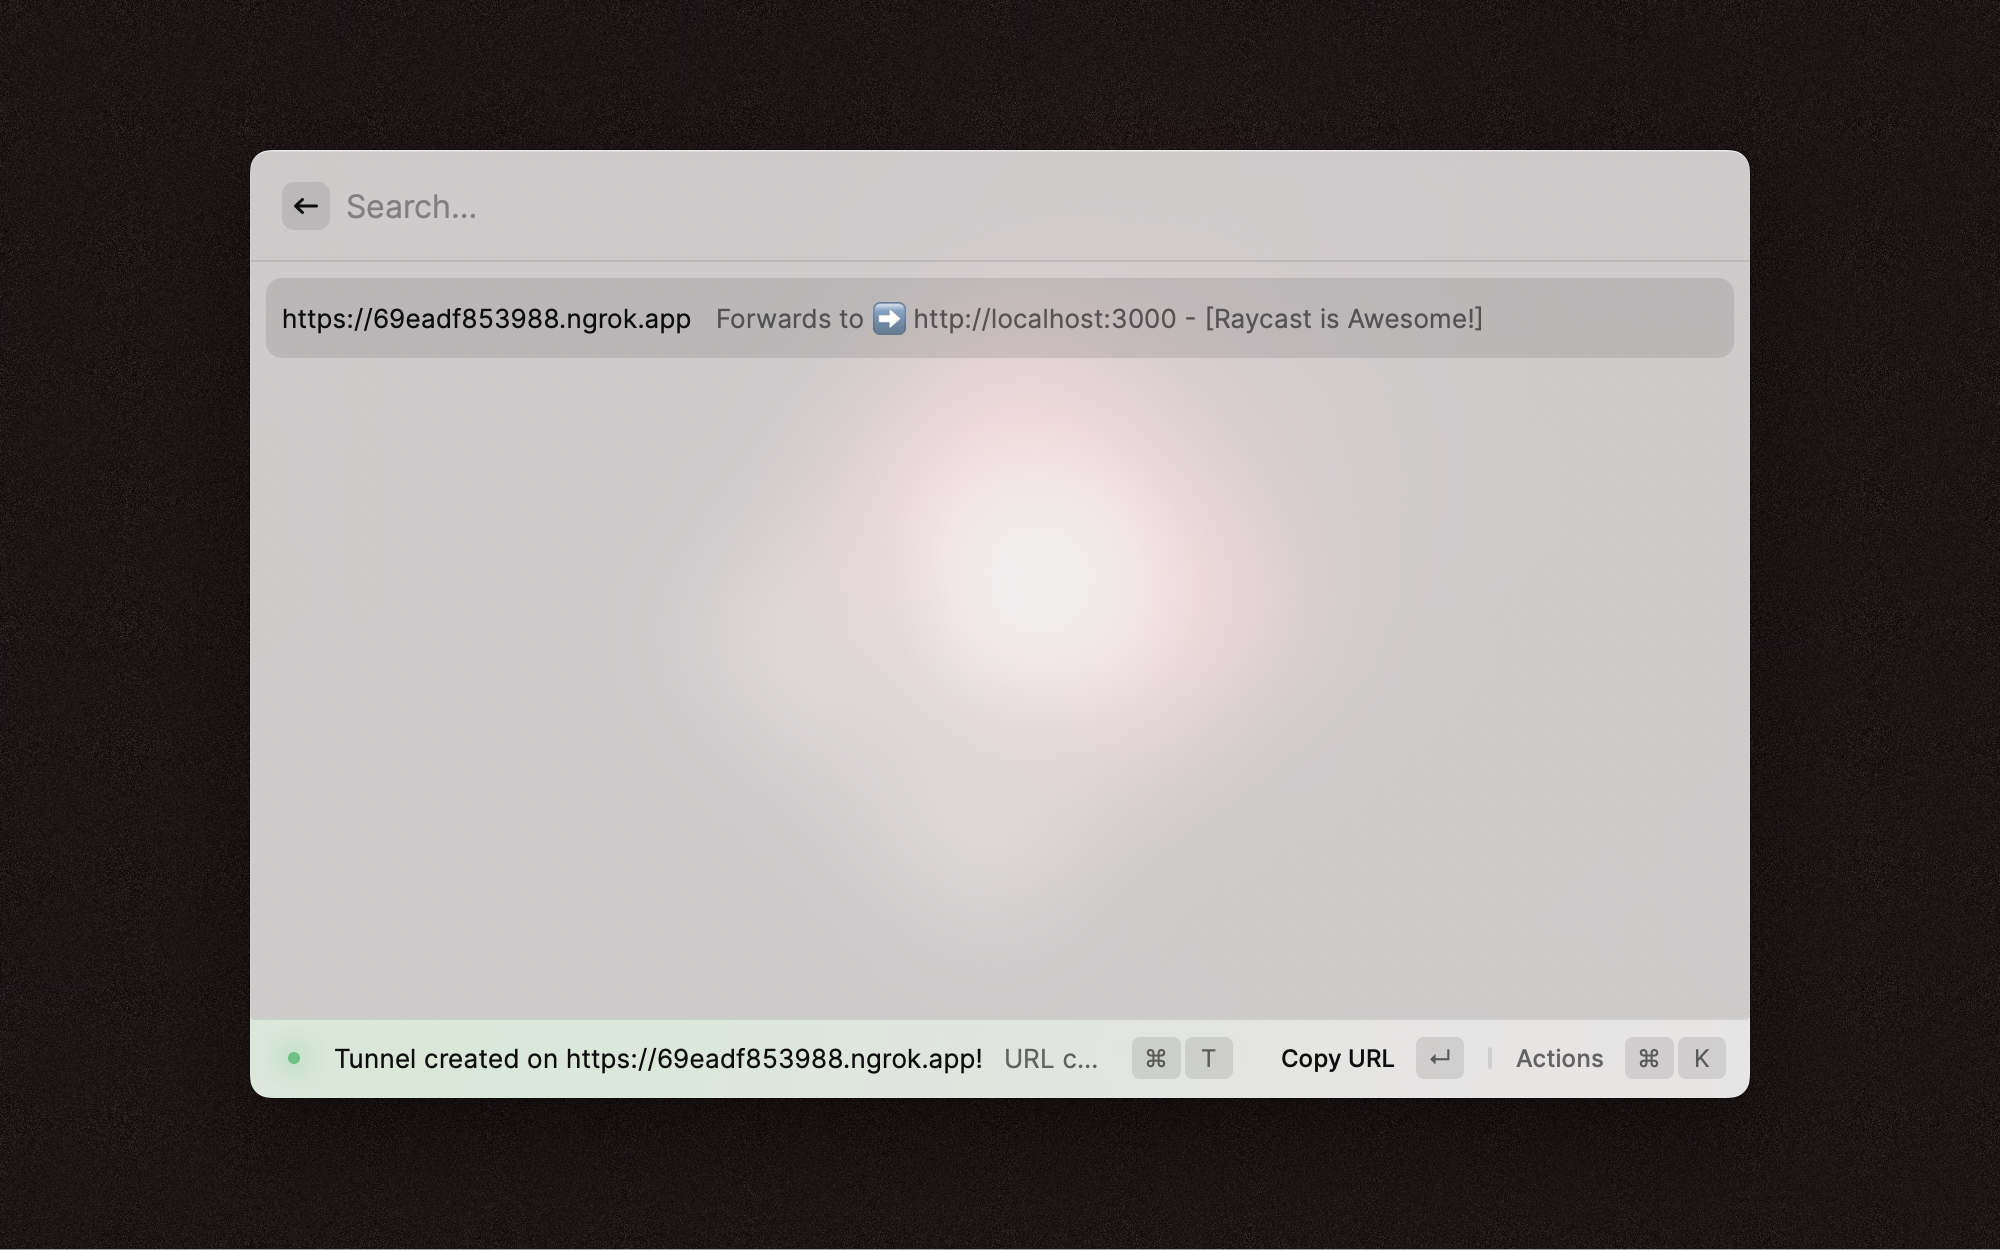 Search...
https://69eadf853988.ngrok.app Forwards to ➡️ http://localhost:3000 - [Raycast is Awesome!]
Tunnel created on https://69eadf853988.ngrok.app! URL c... ⌘ T Copy URL ↵ Actions ⌘ K